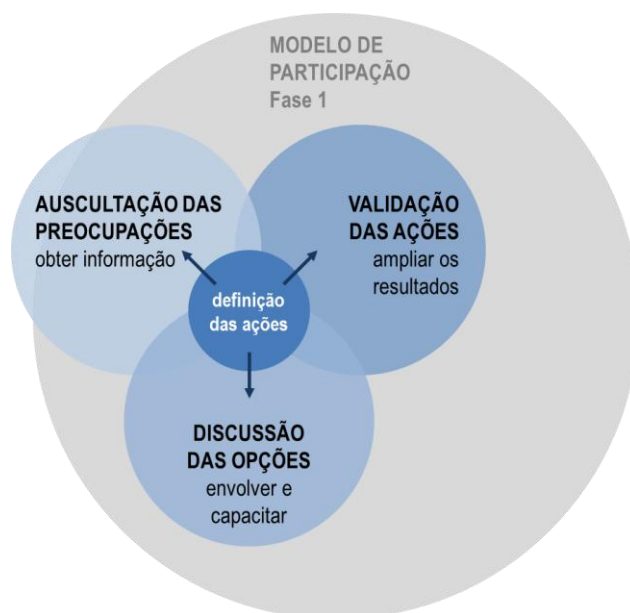 MODELO DE
PARTICIPAÇÃO
Fase 1
AUSCULTAÇÃO DAS
PREOCUPAÇÕES
obter informação
VALIDAÇÃO
DAS AÇÕES
ampliar os
resultados
definição
das ações
DISCUSSÃO
DAS OPÇÕES
envolver e
capacitar